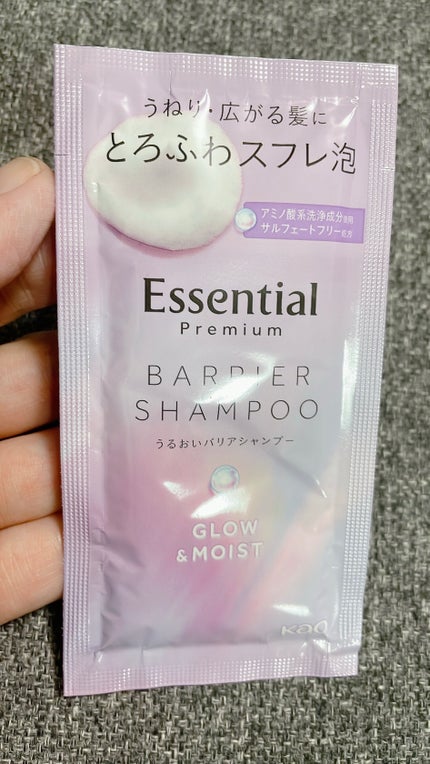 うねり・広がる髪に
とろふわスフレ泡
アミノ酸系洗浄成分使用
サルフェートフリー処方
Essential
Premium
BARRIER
SHAMPOO
うるおいバリアシャンプー
GLOW
&MOIST
Kao